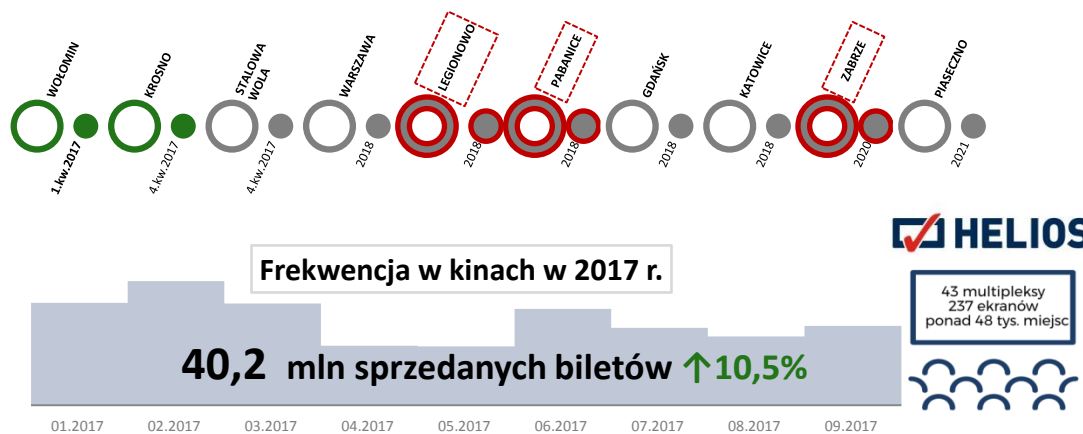 WOŁOMIN
KROSNO
STALOWA
WOLA
WARSZAWA
LEGIONOWO
PABANICE
GDAŃSK
KATOWICE
ZABRZE
PIASECZNO
1.kw.2017
4.kw.2017
4.kw.2017
2018
2018
2018
2018
2018
2020
2021
HELIOS
Frekwencja w kinach w 2017 r.
43 multipleksy
237 ekranów
ponad 48 tys. miejsc
40,2 mln sprzedanych biletów ↑10,5%
01.2017
02.2017
03.2017
04.2017
05.2017
06.2017
07.2017
08.2017
09.2017